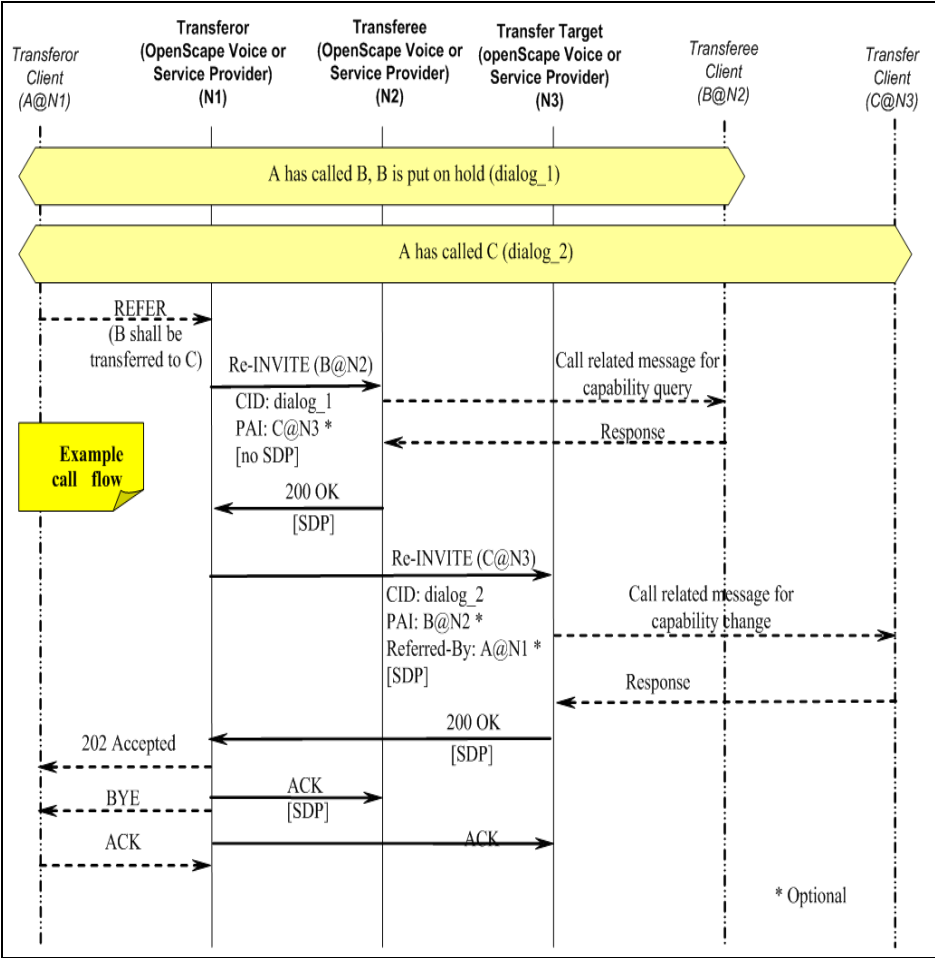 Transferor
Client
(A@N1)
Transferor
(OpenScape Voice or
Service Provider)
(N1)
Transferee
(OpenScape Voice or
Service Provider)
(N2)
Transfer Target
(openScape Voice or
Service Provider)
(N3)
Transferee
Client
(B@N2)
Transfer
Client
(C@N3)
A has called B, B is put on hold (dialog_1)
A has called C (dialog_2)
REFER
(B shall be
transferred to C)
Re-INVITE (B@N2)
CID: dialog_1
PAI: C@N3 *
[no SDP]
Call related message for
capability query
Response
Example
call flow
200 OK
[SDP]
Re-INVITE (C@N3)
CID: dialog_2
PAI: B@N2 *
Referred-By: A@N1 *
[SDP]
Call related message for
capability change
Response
200 OK
[SDP]
202 Accepted
ACK
[SDP]
BYE
ACK
ACK
* Optional